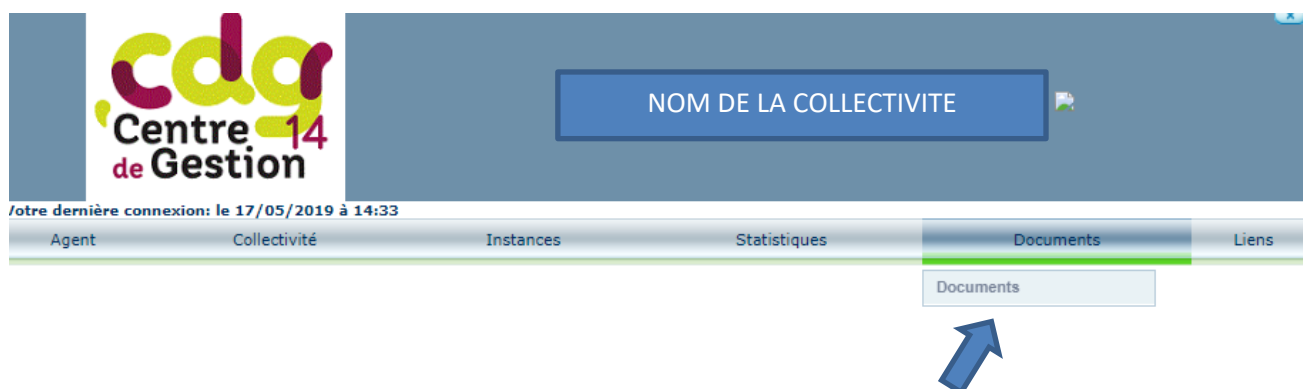 cdg
Centre 14
de Gestion
NOM DE LA COLLECTIVITE
x
Votre dernière connexion: le 17/05/2019 à 14:33
Agent Collectivité Instances Statistiques Documents Liens
Documents